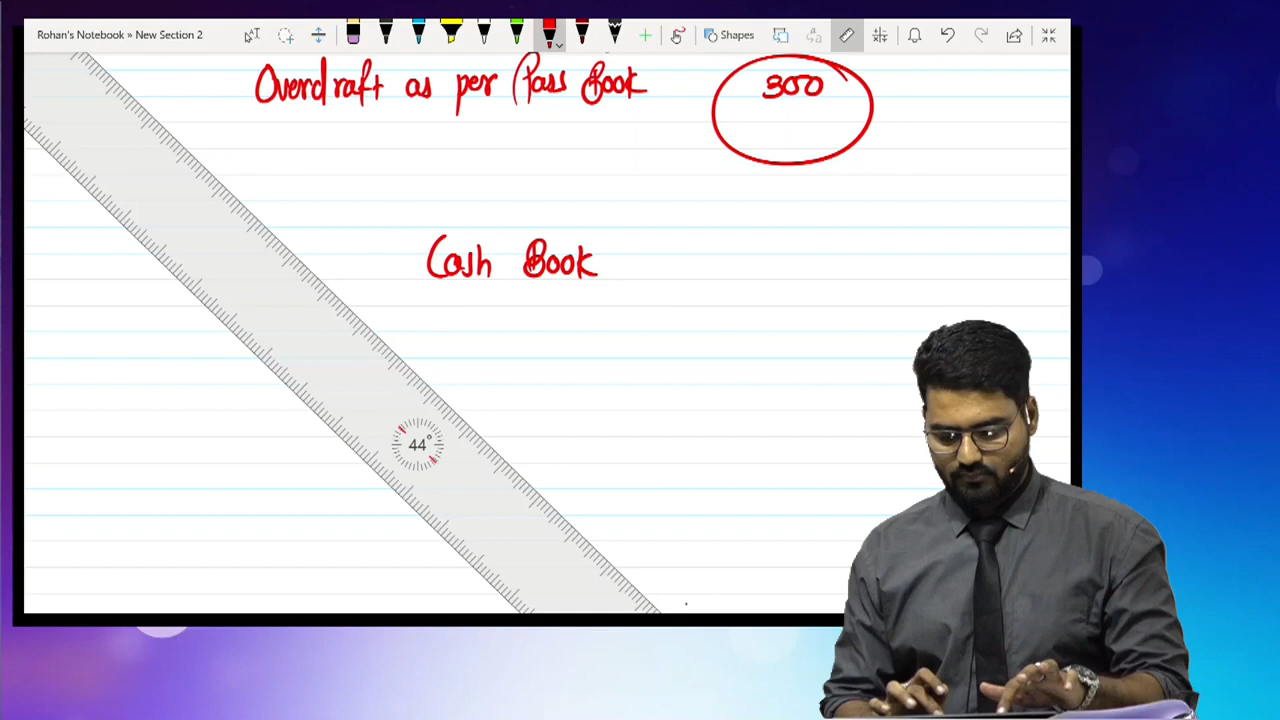 Rohan's Notebook » New Section 2
Shapes
Overdraft as per Pass Book 300
Cash Book
44°